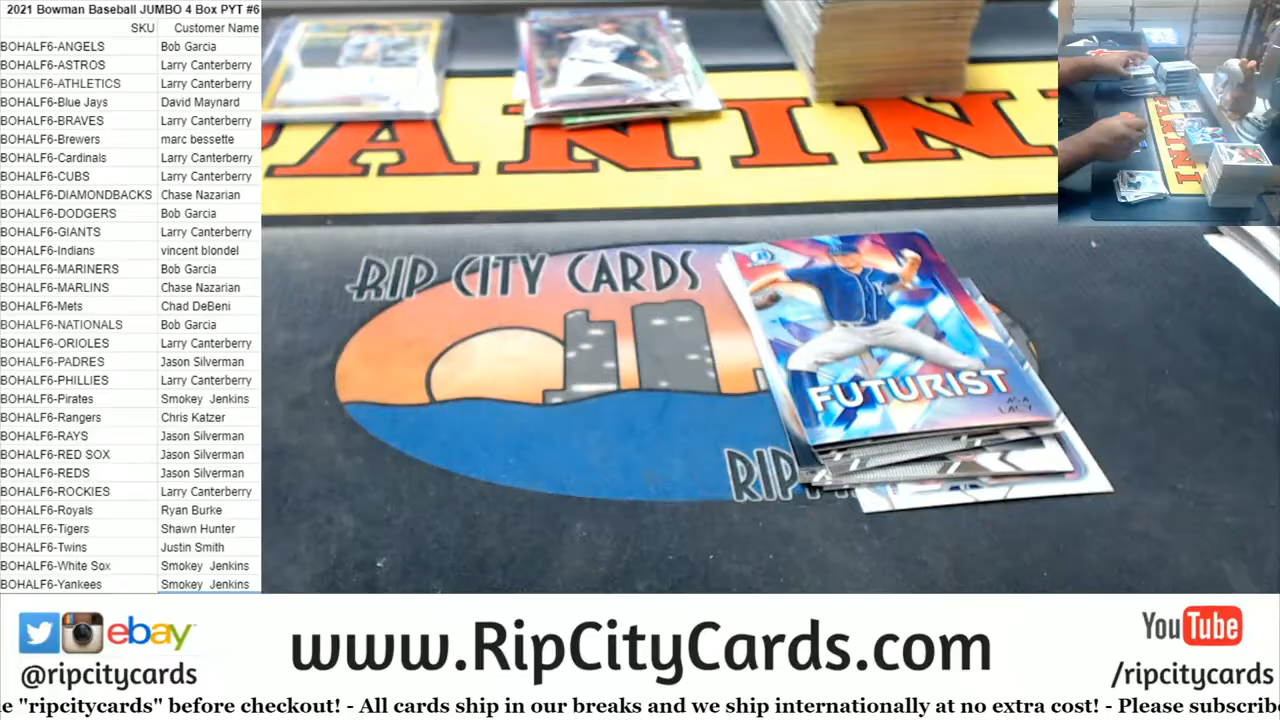 2021 Bowman Baseball JUMBO 4 Box PYT #6
SKU Customer Name
BOHALF6-ANGELS Bob Garcia
BOHALF6-ASTROS Larry Canterberry
BOHALF6-ATHLETICS Larry Canterberry
BOHALF6-Blue Jays David Maynard
BOHALF6-BRAVES Larry Canterberry
BOHALF6-Brewers marc bessette
BOHALF6-Cardinals Larry Canterberry
BOHALF6-CUBS Larry Canterberry
BOHALF6-DIAMONDBACKS Chase Nazarian
BOHALF6-DODGERS Bob Garcia
BOHALF6-GIANTS Larry Canterberry
BOHALF6-Indians vincent blondel
BOHALF6-MARINERS Bob Garcia
BOHALF6-MARLINS Chase Nazarian
BOHALF6-Mets Chad DeBeni
BOHALF6-NATIONALS Bob Garcia
BOHALF6-ORIOLES Larry Canterberry
BOHALF6-PADRES Jason Silverman
BOHALF6-PHILLIES Larry Canterberry
BOHALF6-Pirates Smokey Jenkins
BOHALF6-Rangers Chris Katzer
BOHALF6-RAYS Jason Silverman
BOHALF6-RED SOX Jason Silverman
BOHALF6-REDS Jason Silverman
BOHALF6-ROCKIES Larry Canterberry
BOHALF6-Royals Ryan Burke
BOHALF6-Tigers Shawn Hunter
BOHALF6-Twins Justin Smith
BOHALF6-White Sox Smokey Jenkins
BOHALF6-Yankees Smokey Jenkins
PANINI
PANINI
RIP CITY CARDS
FUTURIST
ASA
LACY
RIP
ebay
@ripcitycards
www.RipCityCards.com
YouTube
/ripcitycards
e "ripcitycards" before checkout! - All cards ship in our breaks and we ship internationally at no extra cost! - Please subscribe